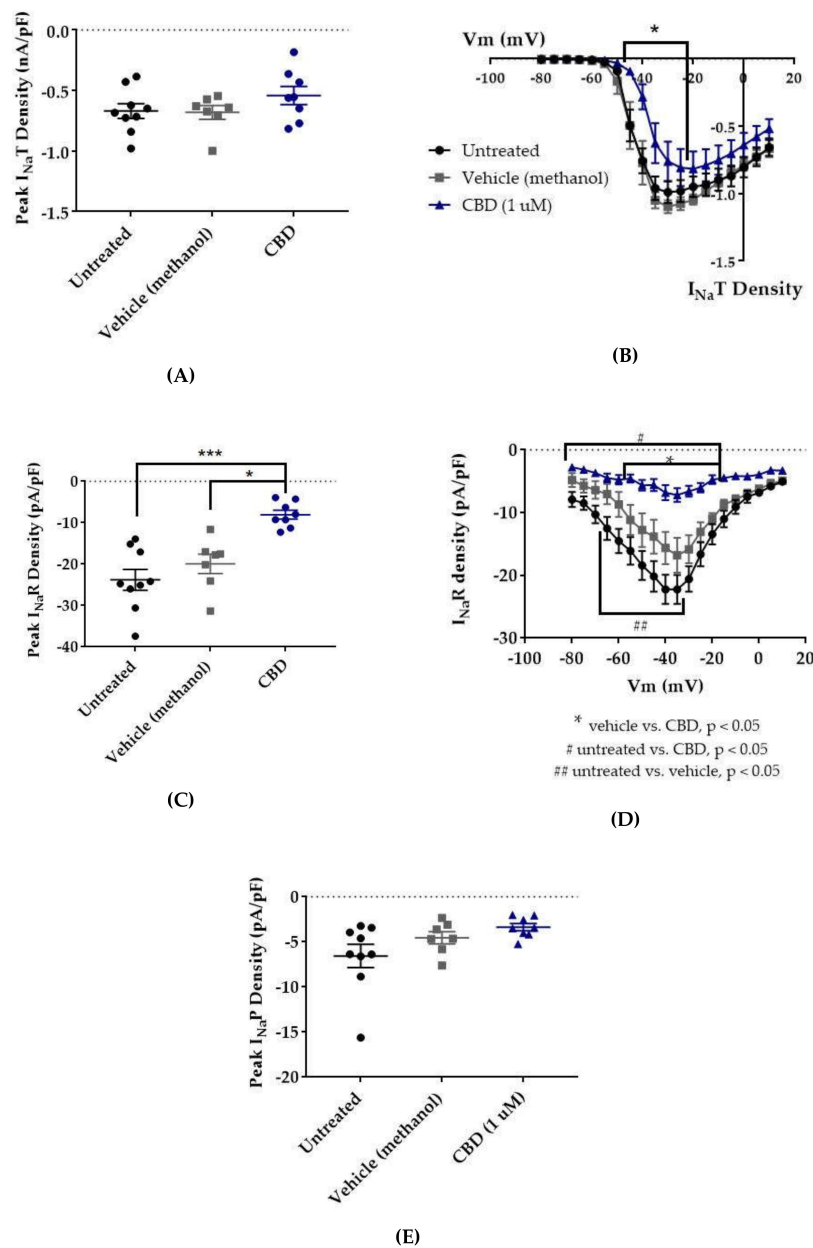 Peak INaT Density (nA/pF)
0.0
-0.5
-1.0
-1.5
Untreated
Vehicle (methanol)
CBD
(A)
Vm (mV)
*
-100
-80
-60
-40
-20
0
20
-0.5
-1.0
-1.5
Untreated
Vehicle (methanol)
CBD (1 uM)
INaT Density
(B)
Peak INaR Density (pA/pF)
***
*
0
-10
-20
-30
-40
Untreated
Vehicle (methanol)
CBD
(C)
INaR density (pA/pF)
#
*
##
0
-10
-20
-30
-100
-80
-60
-40
-20
0
20
Vm (mV)
* vehicle vs. CBD, p < 0.05
# untreated vs. CBD, p < 0.05
## untreated vs. vehicle, p < 0.05
(D)
Peak INaP Density (pA/pF)
0
-5
-10
-15
-20
Untreated
Vehicle (methanol)
CBD (1 uM)
(E)